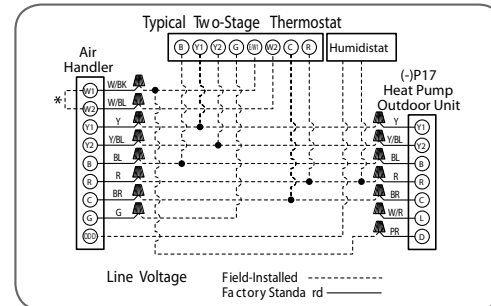 Typical Two-Stage Thermostat
B Y1 Y2 G E/W1 W2 C R
Humidistat
Air
Handler
(-)P17
Heat Pump
Outdoor Unit
W1 W/BK
*
W2 W/BL
Y1 Y
Y2 Y/BL
B BL
R R
C BR
G G
ODD
Y Y1
Y/BL Y2
BL B
R R
BR C
W/R L
PR D
Line Voltage
Field-Installed
Factory Standard